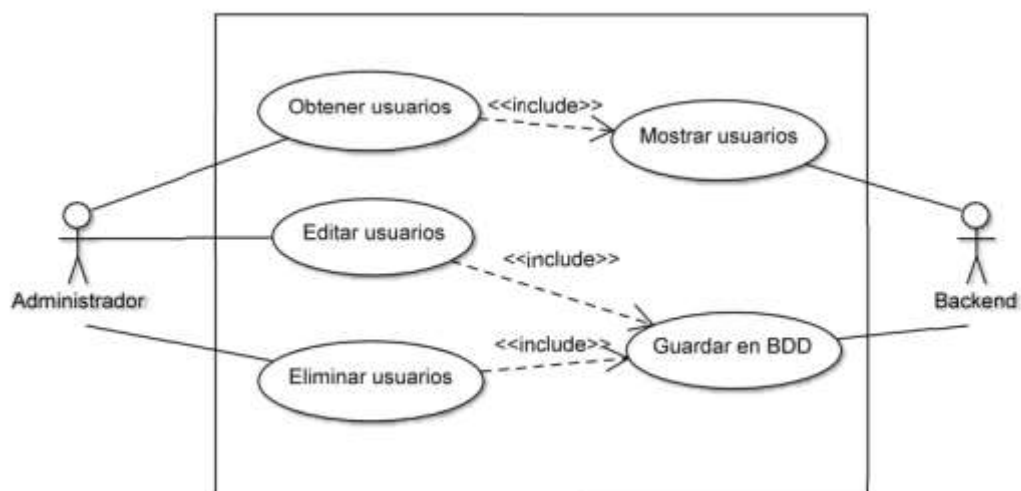 Obtener usuarios
<<include>>
Mostrar usuarios
Editar usuarios
<<include>>
Administrador
Backend
<<include>>
Guardar en BDD
Eliminar usuarios